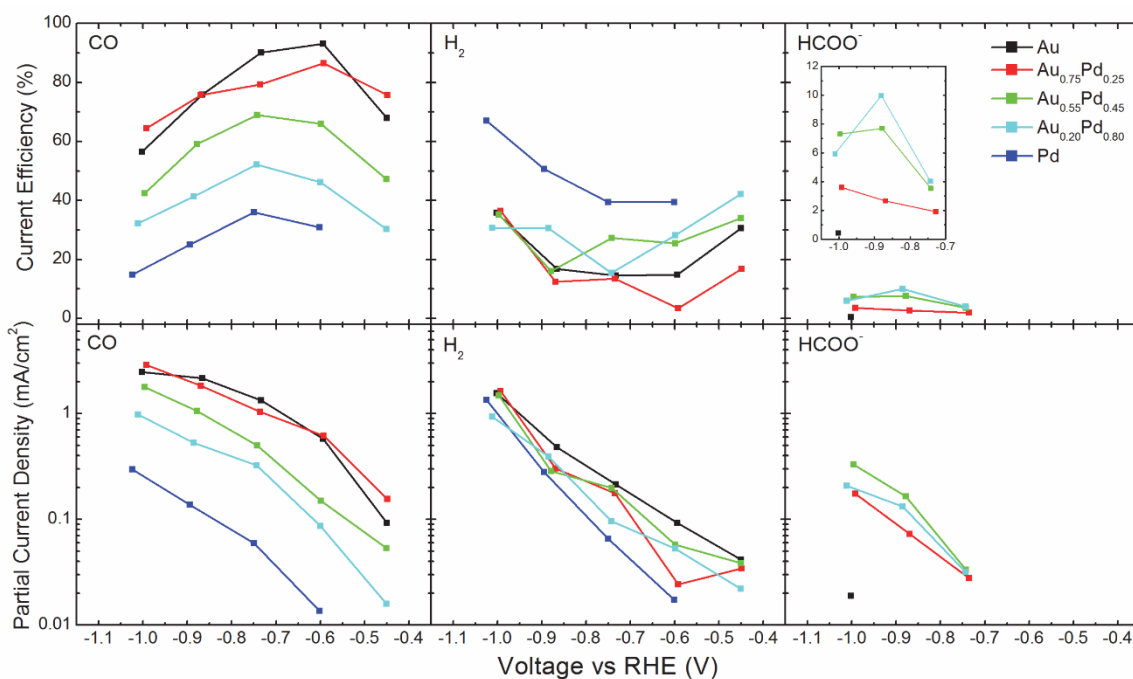 CO
H₂
HCOO⁻
Au
Au₀.₇₅Pd₀.₂₅
Au₀.₅₅Pd₀.₄₅
Au₀.₂₀Pd₀.₈₀
Pd
Current Efficiency (%)
100
80
60
40
20
0
12
10
8
6
4
2
0
-1.0 -0.9 -0.8 -0.7
CO
H₂
HCOO⁻
Partial Current Density (mA/cm²)
1
0.1
0.01
-1.1 -1.0 -0.9 -0.8 -0.7 -0.6 -0.5 -0.4 -1.0 -0.9 -0.8 -0.7 -0.6 -0.5 -0.4 -1.0 -0.9 -0.8 -0.7 -0.6 -0.5 -0.4
Voltage vs RHE (V)